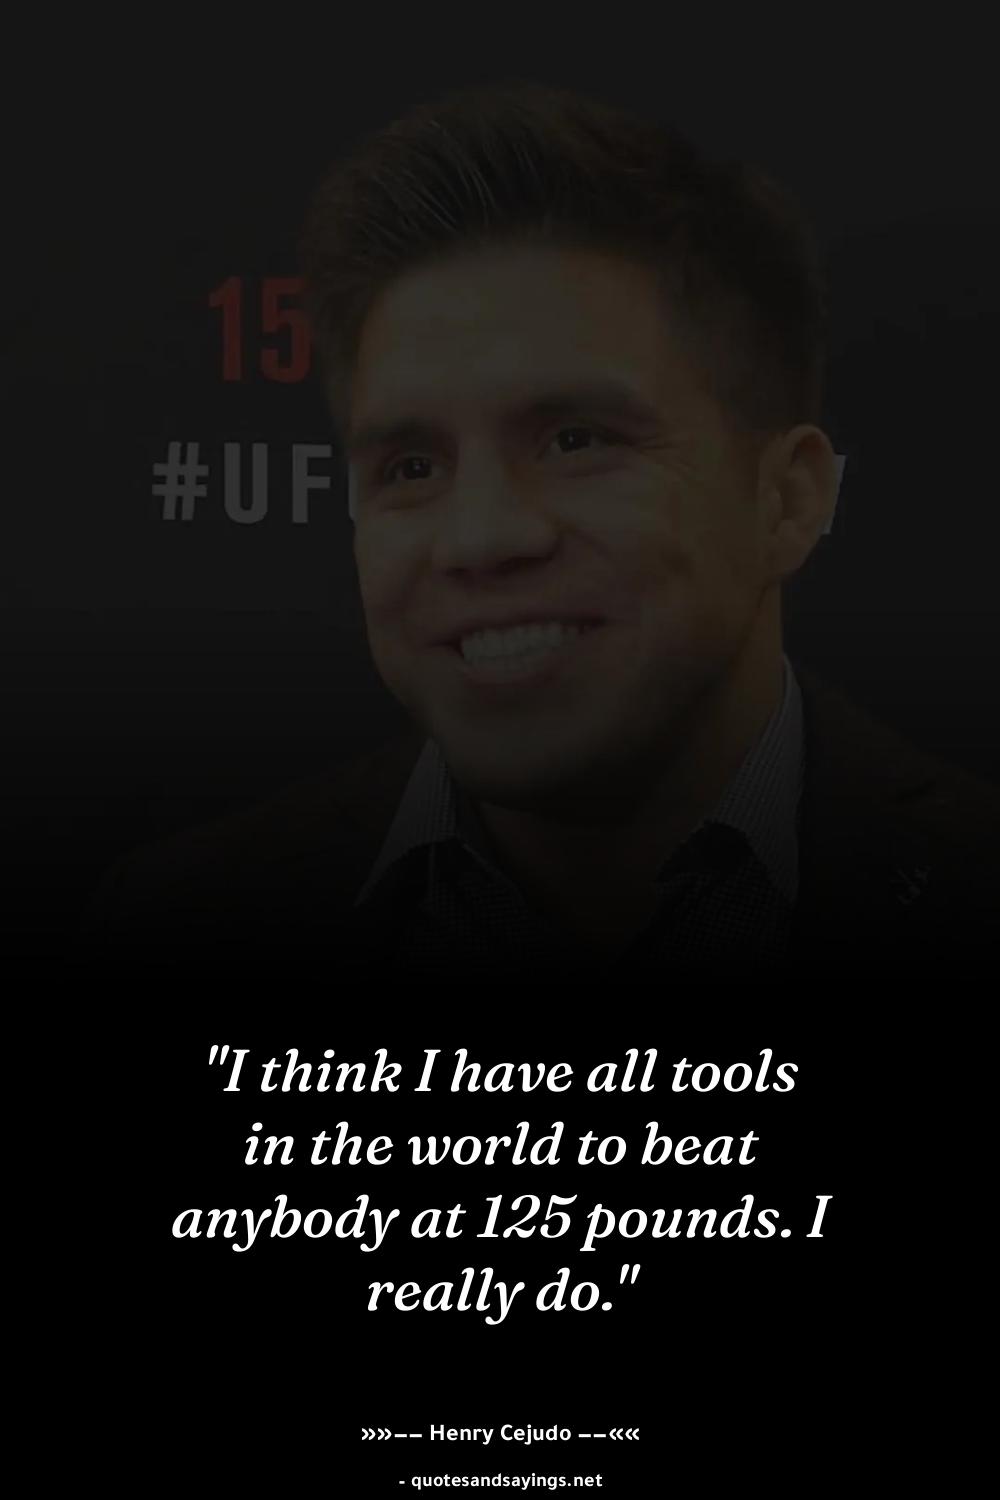 15
#UF
"I think I have all tools
in the world to beat
anybody at 125 pounds. I
really do."
»»—— Henry Cejudo ——««
- quotesandsayings.net